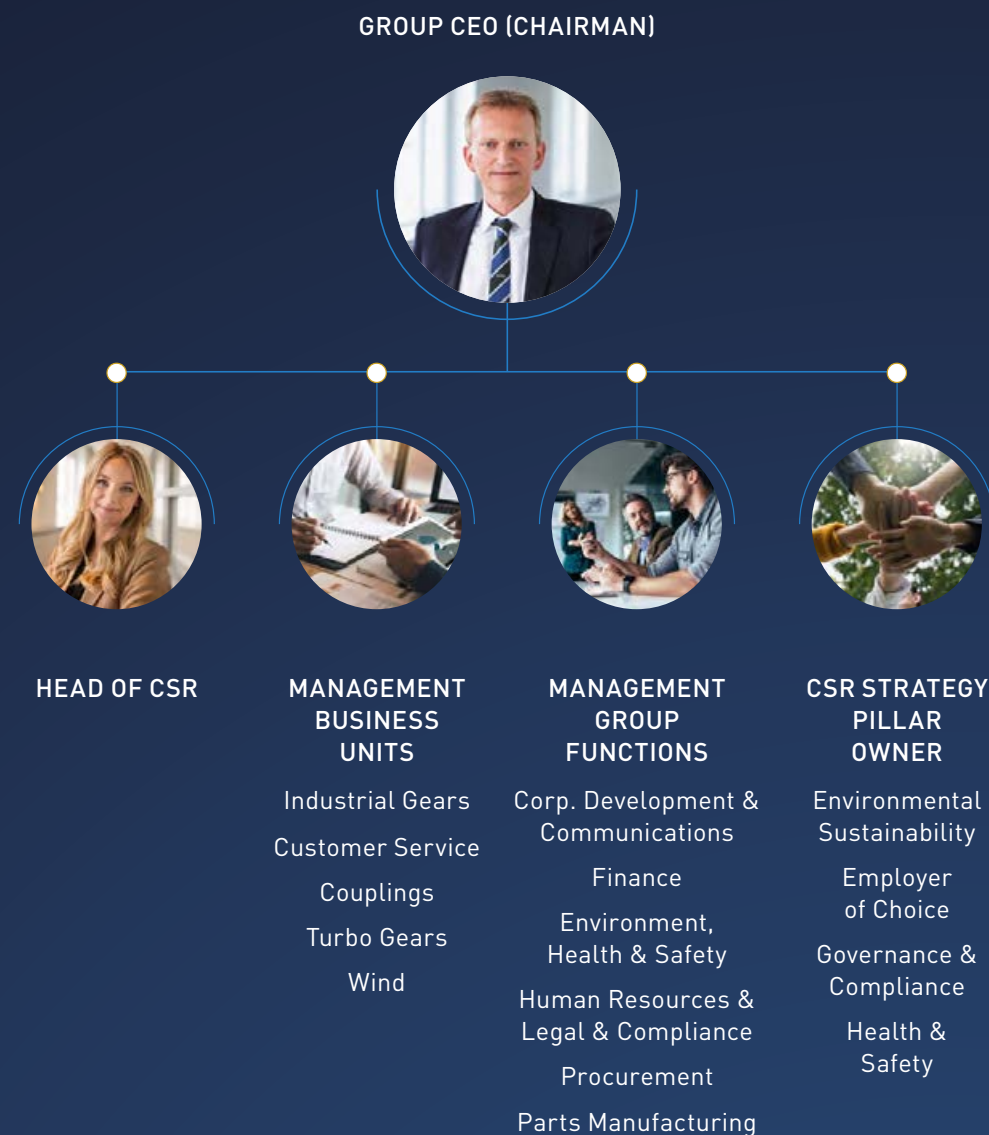 GROUP CEO (CHAIRMAN)
HEAD OF CSR
MANAGEMENT
BUSINESS
UNITS
Industrial Gears
Customer Service
Couplings
Turbo Gears
Wind
MANAGEMENT
GROUP
FUNCTIONS
Corp. Development &
Communications
Finance
Environment,
Health & Safety
Human Resources &
Legal & Compliance
Procurement
Parts Manufacturing
CSR STRATEGY
PILLAR
OWNER
Environmental
Sustainability
Employer
of Choice
Governance &
Compliance
Health &
Safety